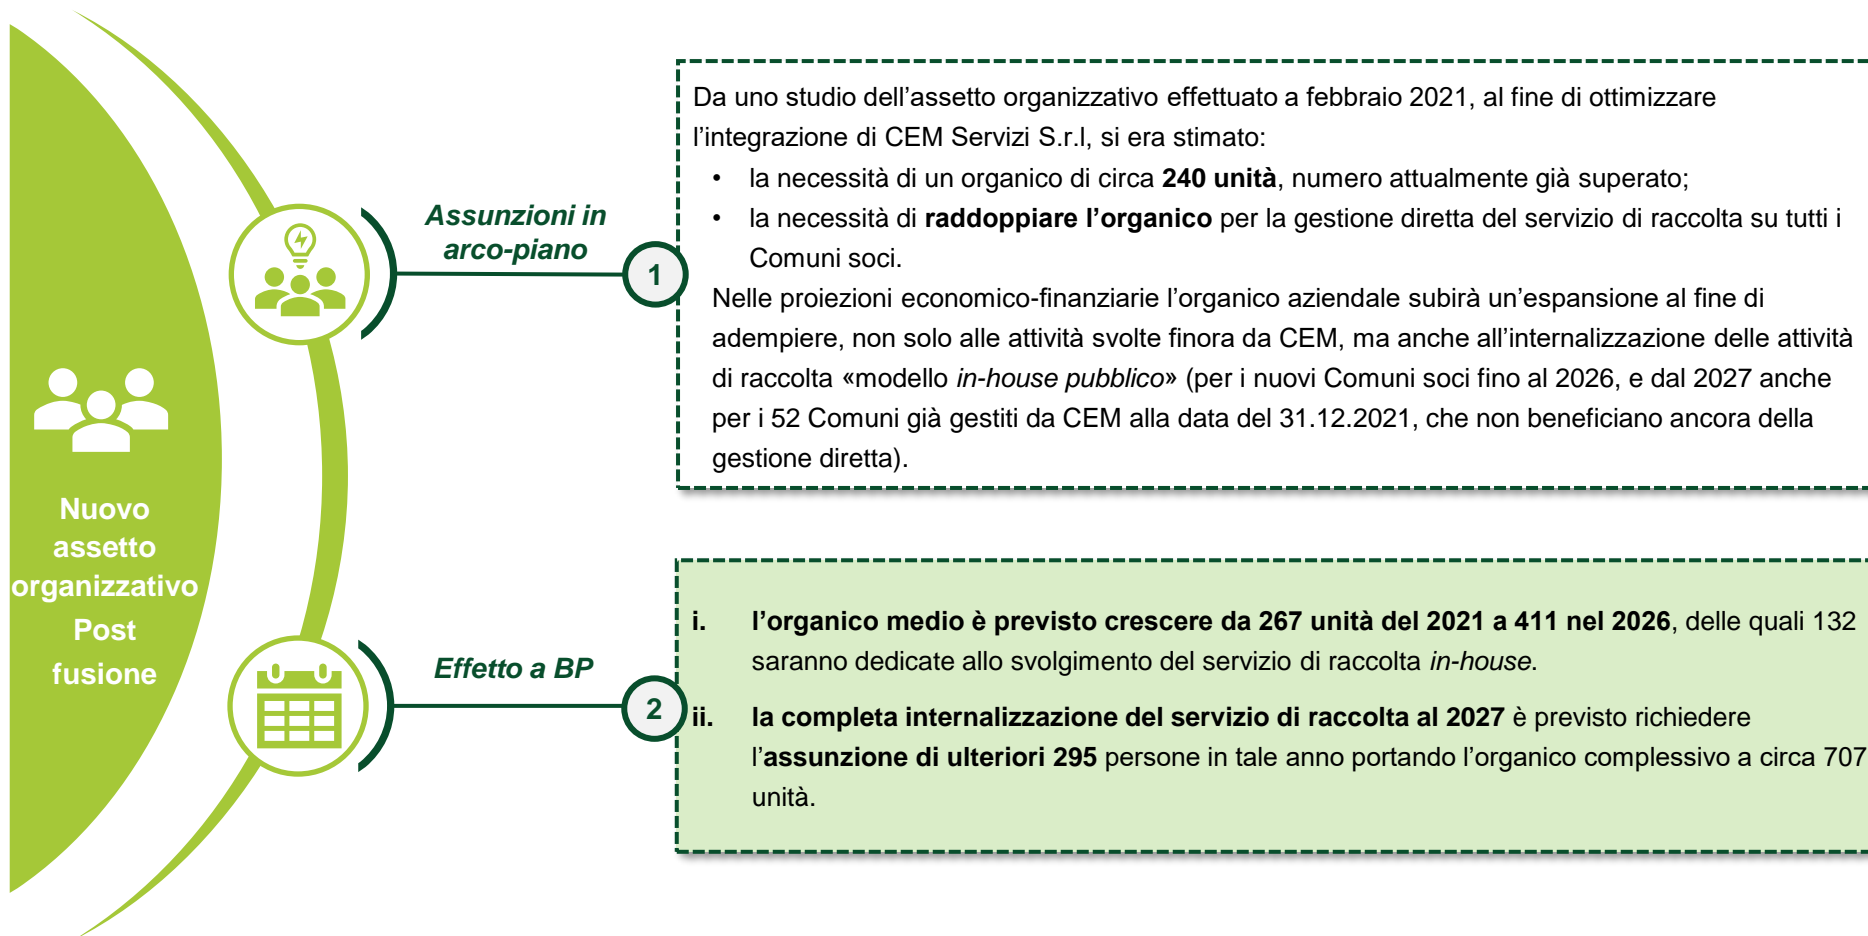 Nuovo
assetto
organizzativo
Post
fusione
Assunzioni in
arco-piano
1
Da uno studio dell’assetto organizzativo effettuato a febbraio 2021, al fine di ottimizzare
l’integrazione di CEM Servizi S.r.l, si era stimato:
• la necessità di un organico di circa 240 unità, numero attualmente già superato;
• la necessità di raddoppiare l’organico per la gestione diretta del servizio di raccolta su tutti i
Comuni soci.
Nelle proiezioni economico-finanziarie l’organico aziendale subirà un’espansione al fine di
adempiere, non solo alle attività svolte finora da CEM, ma anche all’internalizzazione delle attività
di raccolta «modello in-house pubblico» (per i nuovi Comuni soci fino al 2026, e dal 2027 anche
per i 52 Comuni già gestiti da CEM alla data del 31.12.2021, che non beneficiano ancora della
gestione diretta).
Effetto a BP
2
i. l’organico medio è previsto crescere da 267 unità del 2021 a 411 nel 2026, delle quali 132
saranno dedicate allo svolgimento del servizio di raccolta in-house.
ii. la completa internalizzazione del servizio di raccolta al 2027 è previsto richiedere
l’assunzione di ulteriori 295 persone in tale anno portando l’organico complessivo a circa 707
unità.